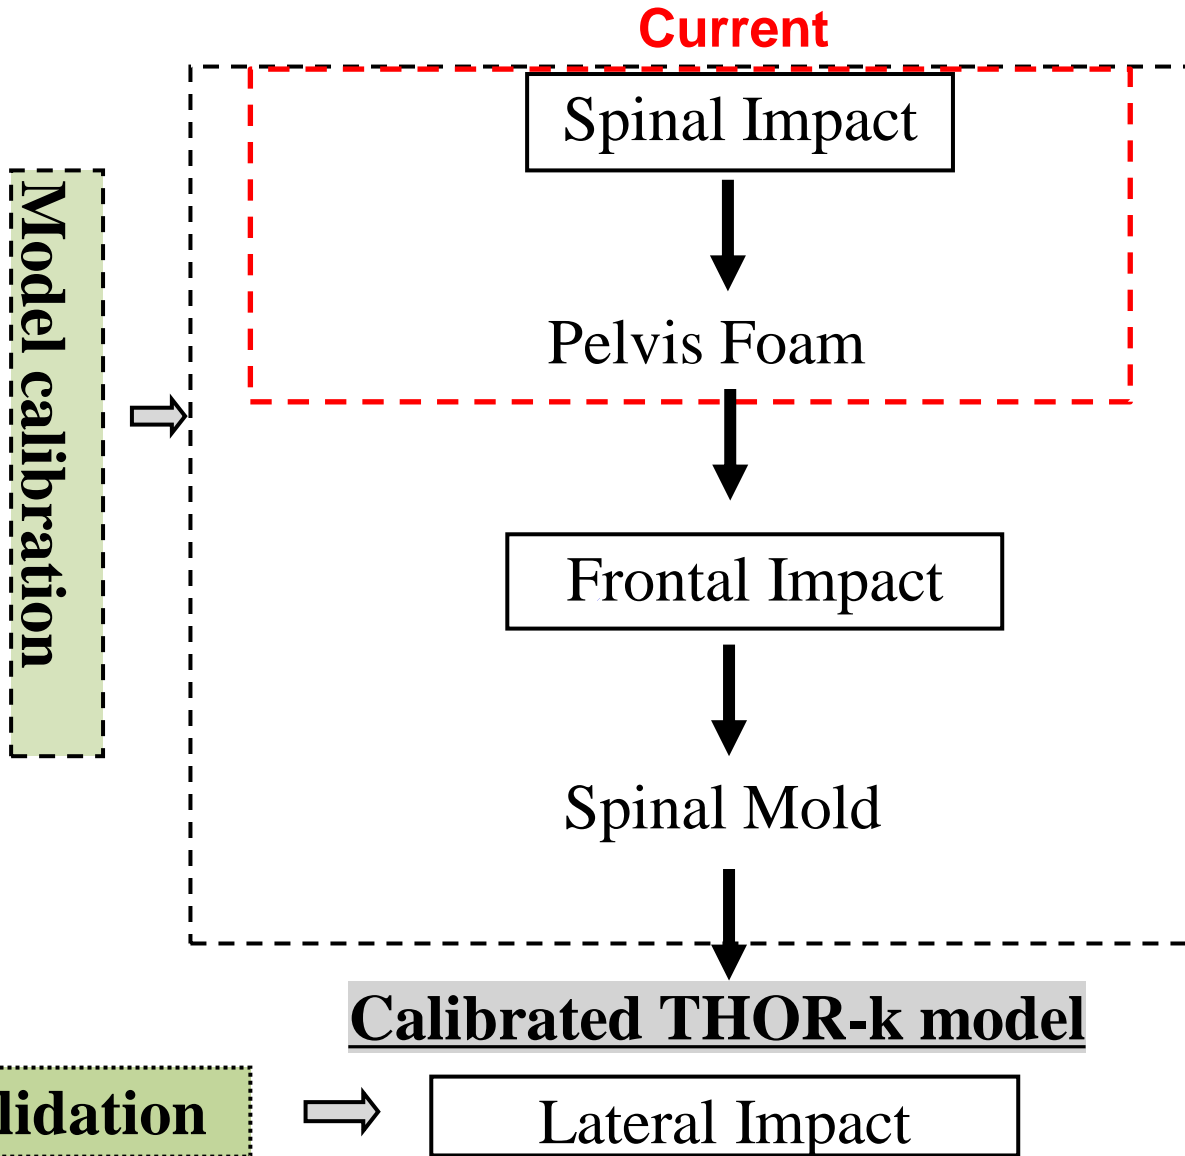 Current
Spinal Impact
Model calibration
Pelvis Foam
Frontal Impact
Spinal Mold
Calibrated THOR-k model
lidation
Lateral Impact